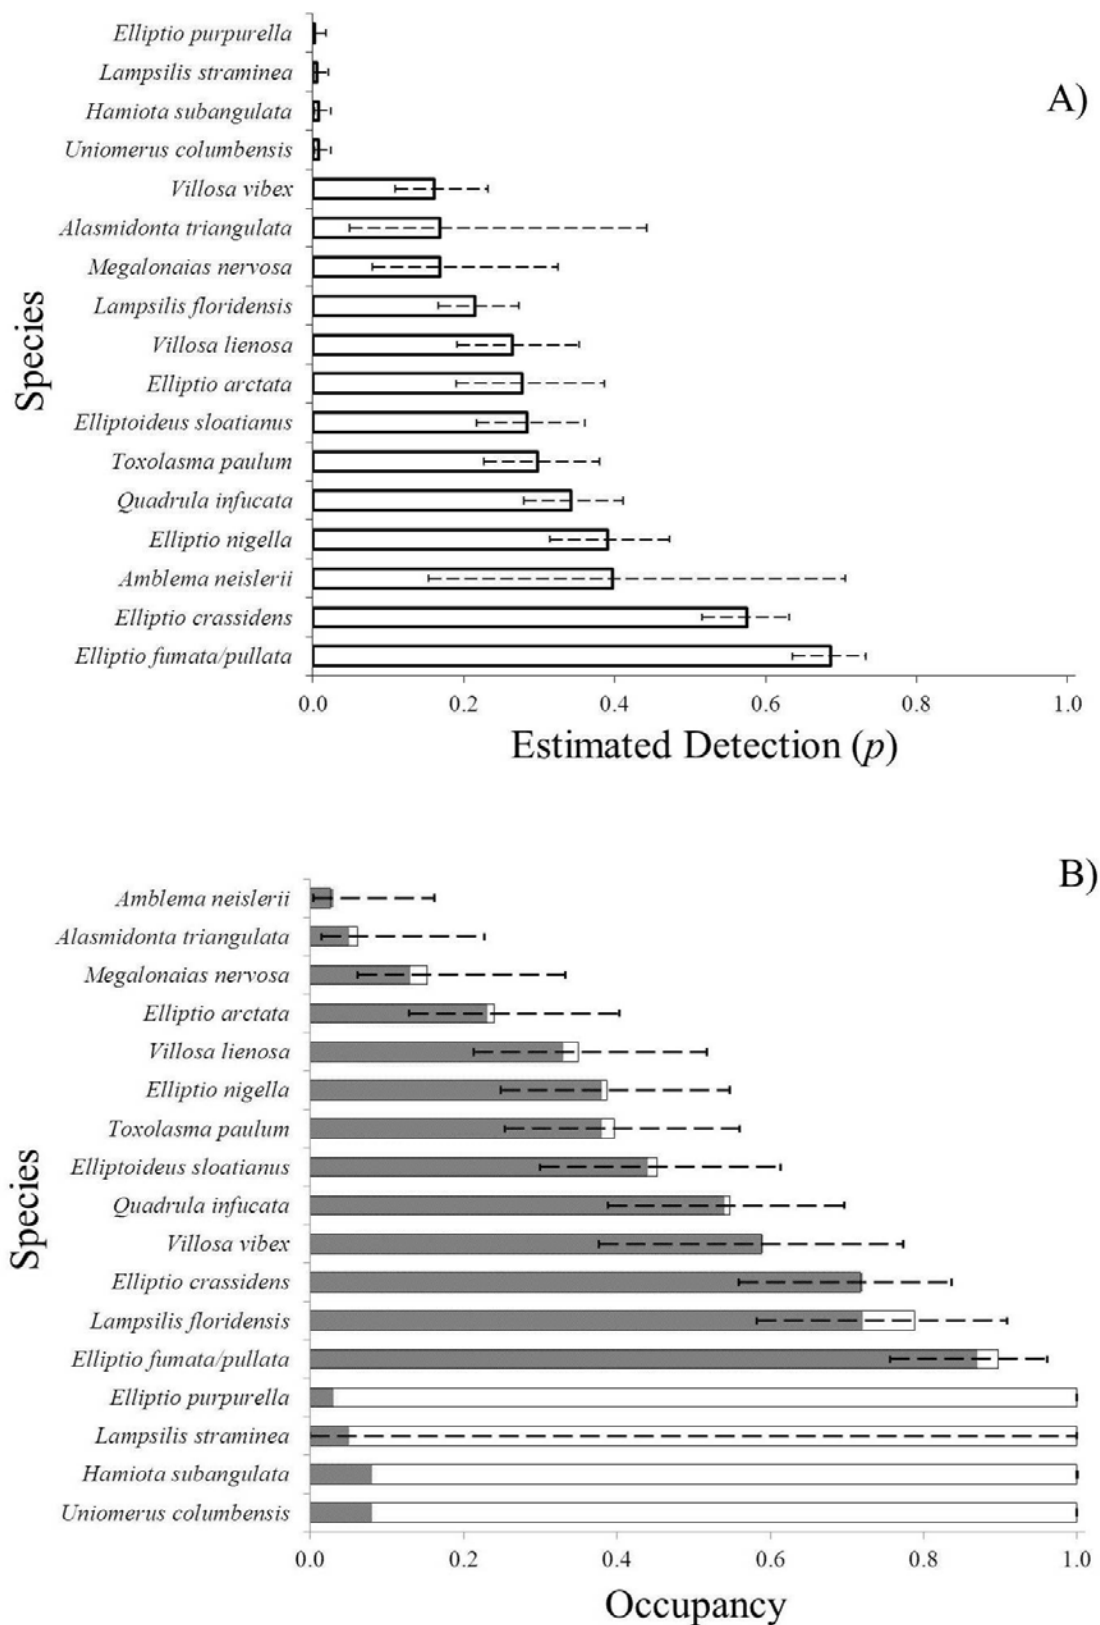 A)
Species
Elliptio purpurella
Lampsilis straminea
Hamiota subangulata
Uniomerus columbensis
Villosa vibex
Alasmidonta triangulata
Megalonaias nervosa
Lampsilis floridensis
Villosa lienosa
Elliptio arctata
Elliptoideus sloatianus
Toxolasma paulum
Quadrula infucata
Elliptio nigella
Amblema neislerii
Elliptio crassidens
Elliptio fumata/pullata
0.0 0.2 0.4 0.6 0.8 1.0
Estimated Detection (p)
B)
Species
Amblema neislerii
Alasmidonta triangulata
Megalonaias nervosa
Elliptio arctata
Villosa lienosa
Elliptio nigella
Toxolasma paulum
Elliptoideus sloatianus
Quadrula infucata
Villosa vibex
Elliptio crassidens
Lampsilis floridensis
Elliptio fumata/pullata
Elliptio purpurella
Lampsilis straminea
Hamiota subangulata
Uniomerus columbensis
0.0 0.2 0.4 0.6 0.8 1.0
Occupancy